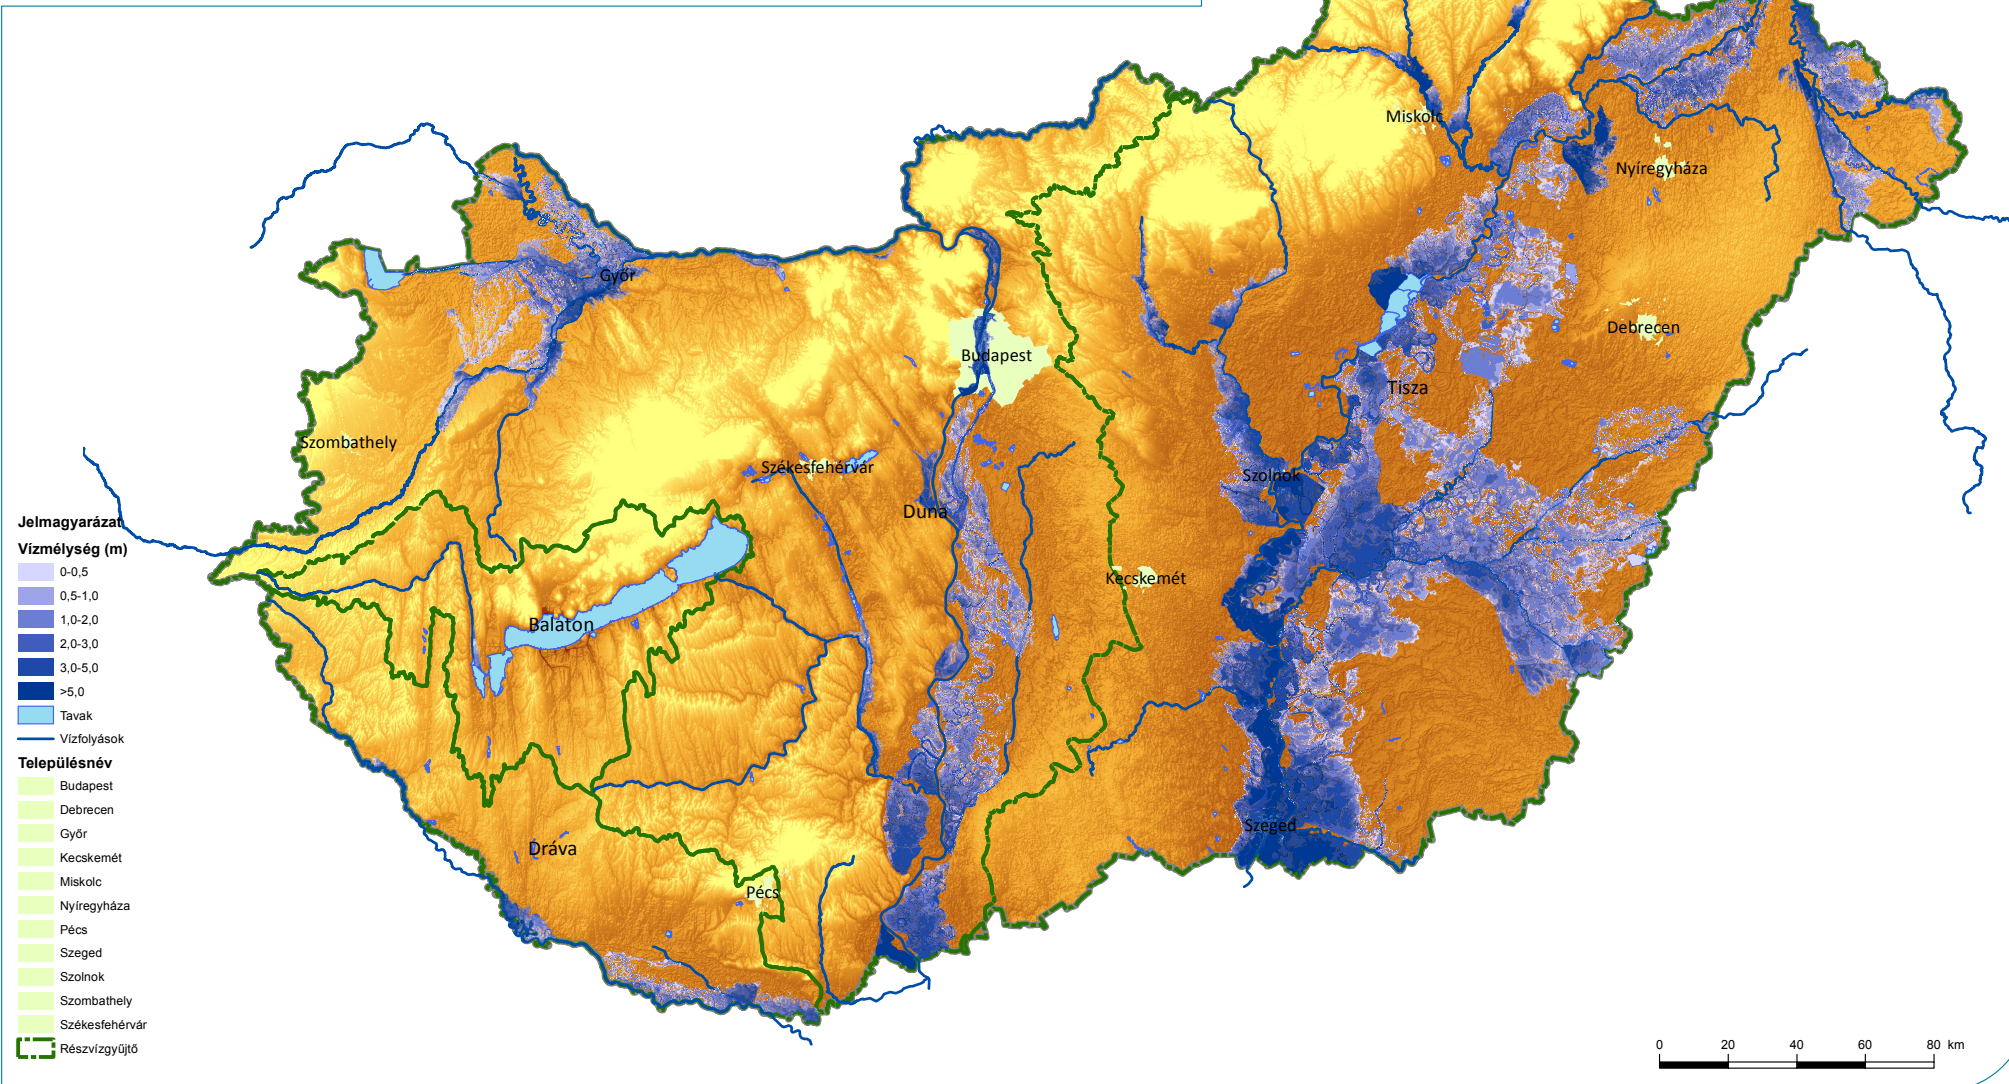 Miskolc
Nyíregyháza
Győr
Debrecen
Budapest
Tisza
Szombathely
Székesfehérvár
Szolnok
Duna
Kecskemét
Balaton
Szeged
Dráva
Pécs
Jelmagyarázat
Vízmélység (m)
0-0,5
0,5-1,0
1,0-2,0
2,0-3,0
3,0-5,0
>5,0
Tavak
Vízfolyások
Településnév
Budapest
Debrecen
Győr
Kecskemét
Miskolc
Nyíregyháza
Pécs
Szeged
Szolnok
Szombathely
Székesfehérvár
Részvízgyűjtő
0 20 40 60 80 km